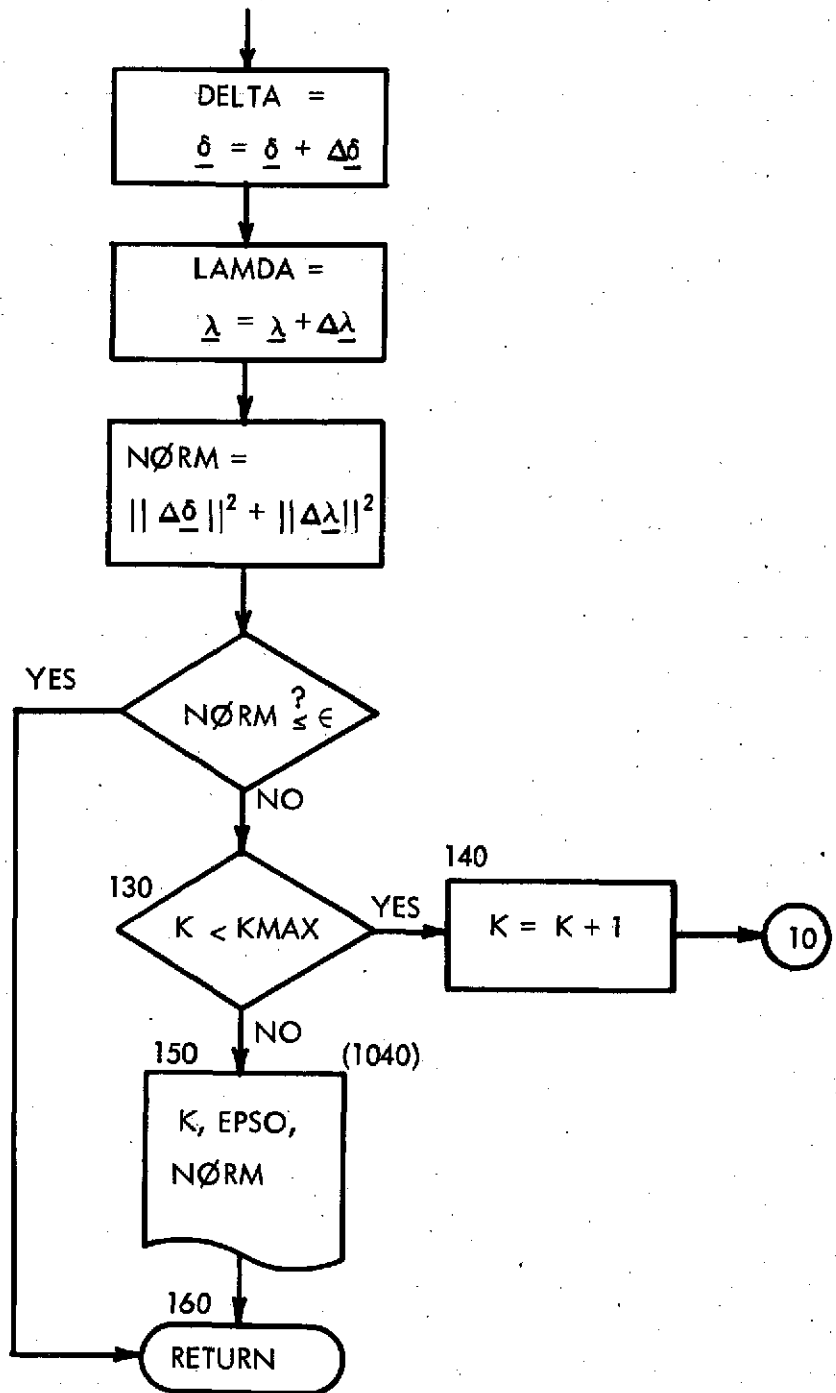 DELTA =
δ = δ + Δδ
LAMDA =
λ = λ + Δλ
NØRM =
|| Δδ ||² + ||Δλ||²
YES
NØRM ≤ ϵ
?
NO
130
K < KMAX
YES
140
K = K + 1
10
NO
150
(1040)
K, EPSO,
NØRM
160
RETURN